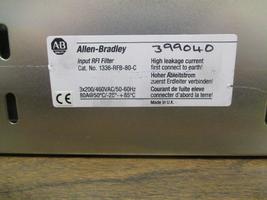 AB
Allen-Bradley
399040
Input RFI Filter
Cat. No. 1336-RFB-80-C
High leakage current
first connect to earth!
Hoher Ableitstrom
zuerst Erdleiter verbinden!
Courant de fuite eleve
connecter d'abord la terre!
3x200/460VAC/50-60Hz
80A@50°C/-25°-+85°C
Made in U.K.